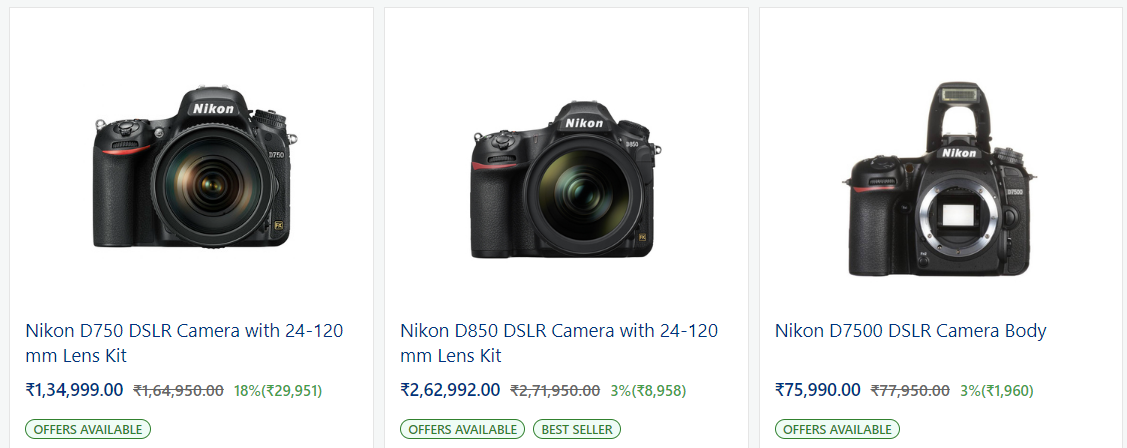 Nikon
D750
FX
Nikon
D850
FX
Nikon
D7500
Nikon D750 DSLR Camera with 24-120
mm Lens Kit
₹1,34,999.00 ₹1,64,950.00 18%(₹29,951)
OFFERS AVAILABLE
Nikon D850 DSLR Camera with 24-120
mm Lens Kit
₹2,62,992.00 ₹2,71,950.00 3%(₹8,958)
OFFERS AVAILABLE BEST SELLER
Nikon D7500 DSLR Camera Body
₹75,990.00 ₹77,950.00 3%(₹1,960)
OFFERS AVAILABLE